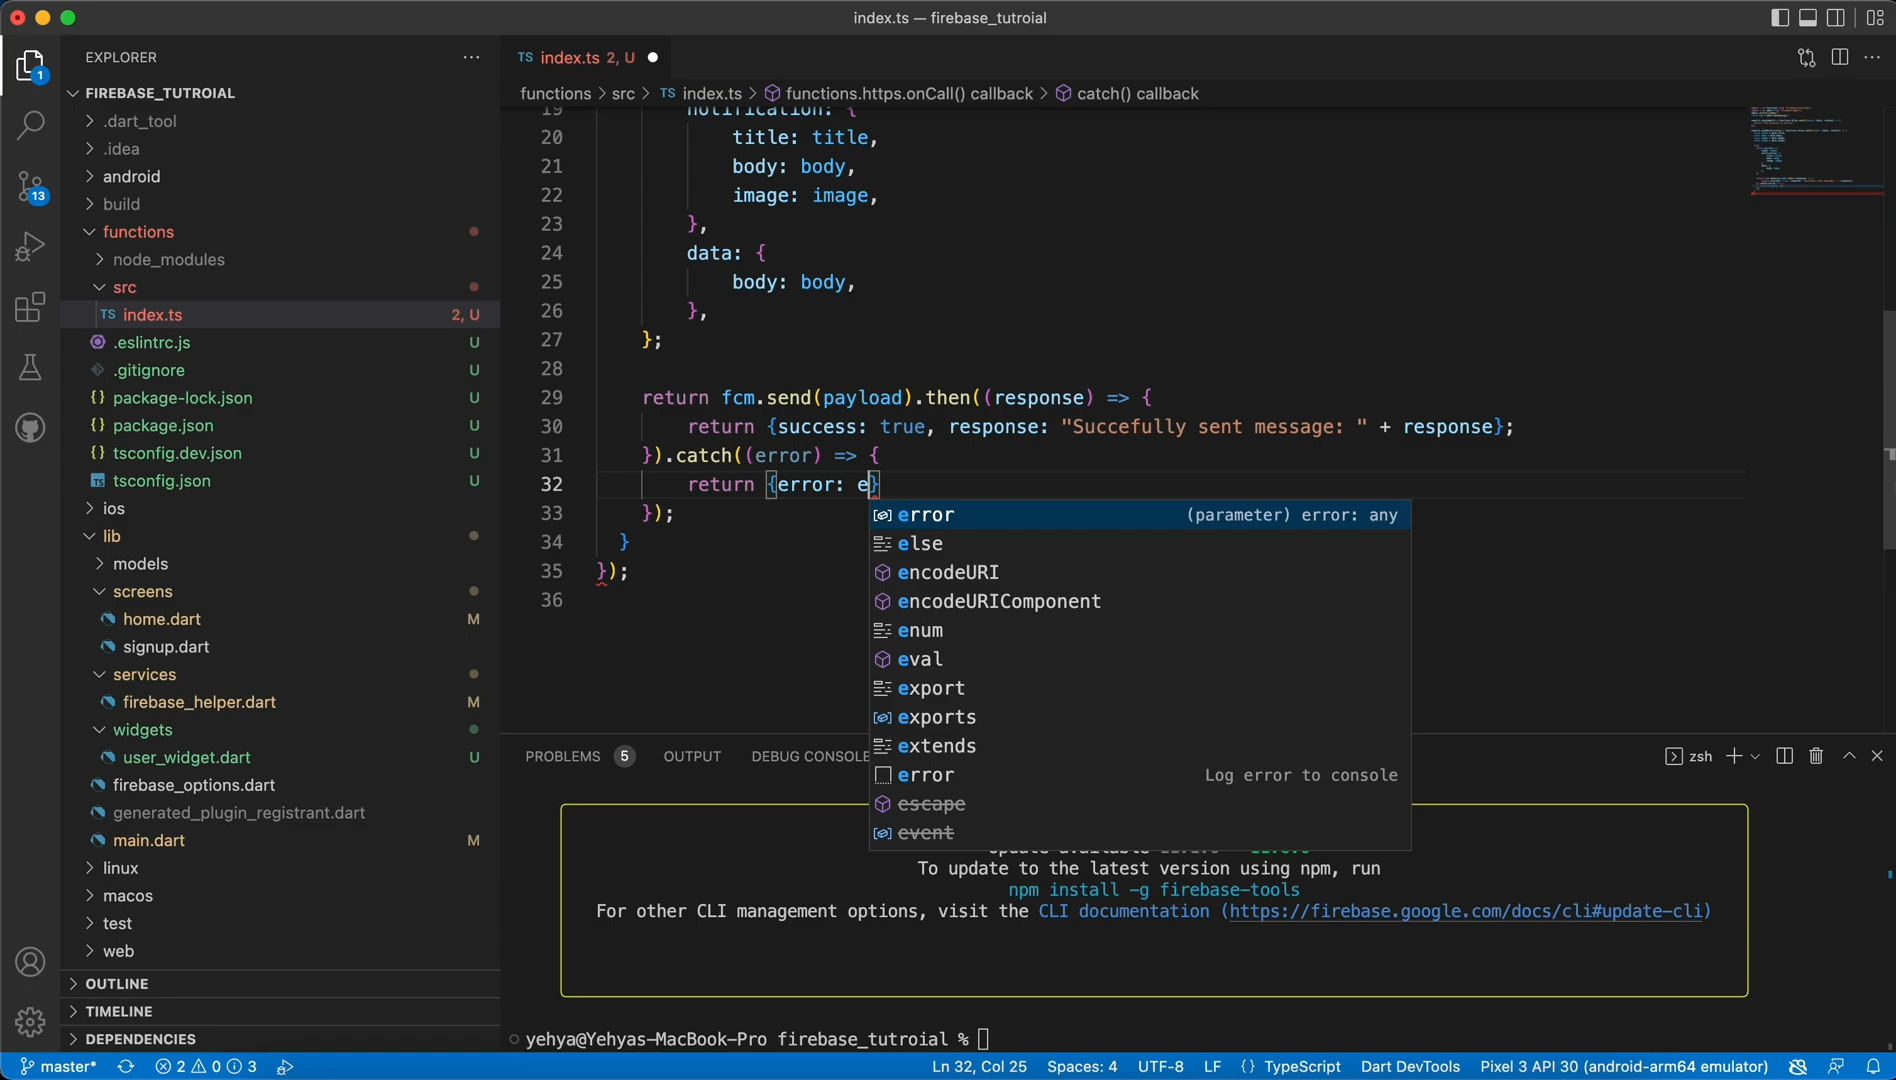 index.ts — firebase_tutroial
EXPLORER
FIREBASE_TUTROIAL
.dart_tool
.idea
android
build
functions
node_modules
src
TS index.ts 2, U
.eslintrc.js U
.gitignore U
{} package-lock.json U
{} package.json U
{} tsconfig.dev.json U
TS tsconfig.json U
ios
lib
models
screens
home.dart M
signup.dart
services
firebase_helper.dart M
widgets
user_widget.dart U
firebase_options.dart
generated_plugin_registrant.dart
main.dart M
linux
macos
test
web
OUTLINE
TIMELINE
DEPENDENCIES
1
13
TS index.ts 2, U
functions > src > TS index.ts > functions.https.onCall() callback > catch() callback
19 notification: {
20 title: title,
21 body: body,
22 image: image,
23 },
24 data: {
25 body: body,
26 },
27 };
28
29 return fcm.send(payload).then((response) => {
30 return {success: true, response: "Succefully sent message: " + response};
31 }).catch((error) => {
32 return {error: e}
33 });
34 }
35 });
36
error (parameter) error: any
else
encodeURI
encodeURIComponent
enum
eval
export
exports
extends
error Log error to console
escape
event
PROBLEMS 5 OUTPUT DEBUG CONSOLE
zsh
To update to the latest version using npm, run
npm install -g firebase-tools
For other CLI management options, visit the CLI documentation (https://firebase.google.com/docs/cli#update-cli)
yehya@Yehyas-MacBook-Pro firebase_tutroial %
master* 2 0 3 Ln 32, Col 25 Spaces: 4 UTF-8 LF {} TypeScript Dart DevTools Pixel 3 API 30 (android-arm64 emulator)